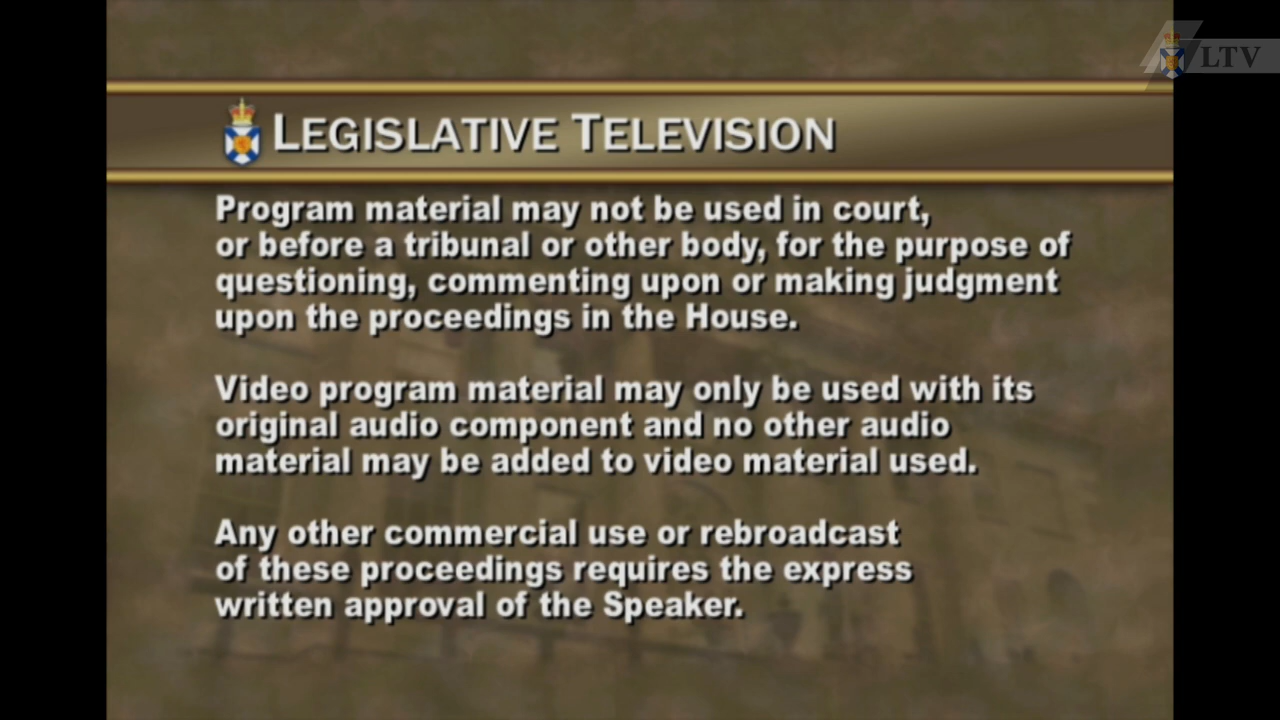 LTV
LEGISLATIVE TELEVISION
Program material may not be used in court,
or before a tribunal or other body, for the purpose of
questioning, commenting upon or making judgment
upon the proceedings in the House.
Video program material may only be used with its
original audio component and no other audio
material may be added to video material used.
Any other commercial use or rebroadcast
of these proceedings requires the express
written approval of the Speaker.